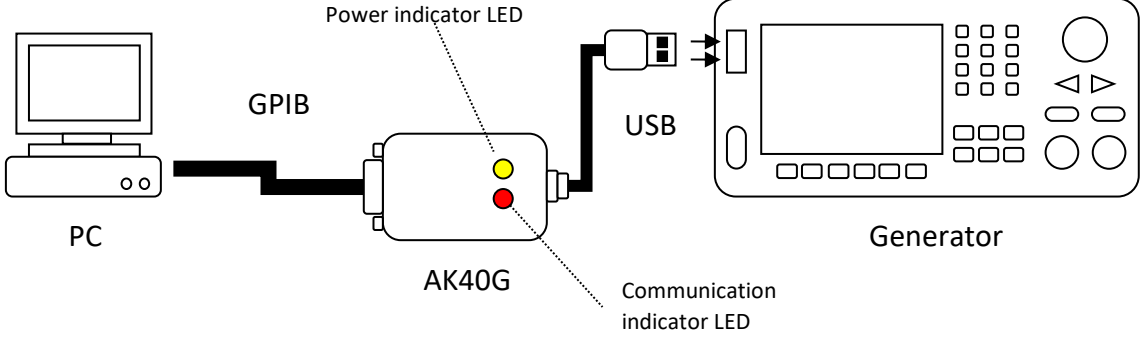 Power indicator LED
GPIB
USB
PC
Generator
AK40G
Communication
indicator LED